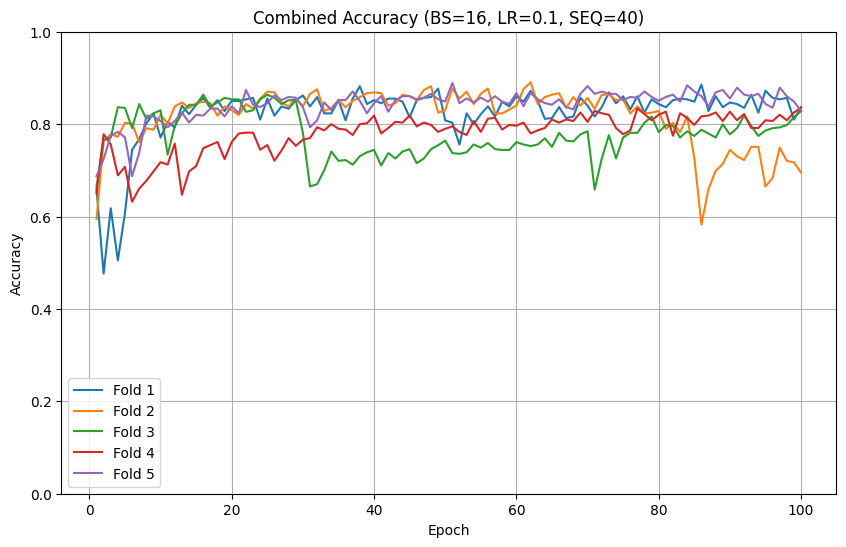 Combined Accuracy (BS=16, LR=0.1, SEQ=40)
1.0
0.8
0.6
0.4
0.2
0.0
Accuracy
Fold 1
Fold 2
Fold 3
Fold 4
Fold 5
0 20 40 60 80 100
Epoch